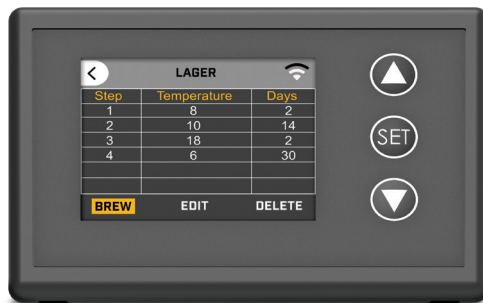 LAGER
Step Temperature Days
1 8 2
2 10 14
3 18 2
4 6 30
BREW EDIT DELETE
SET